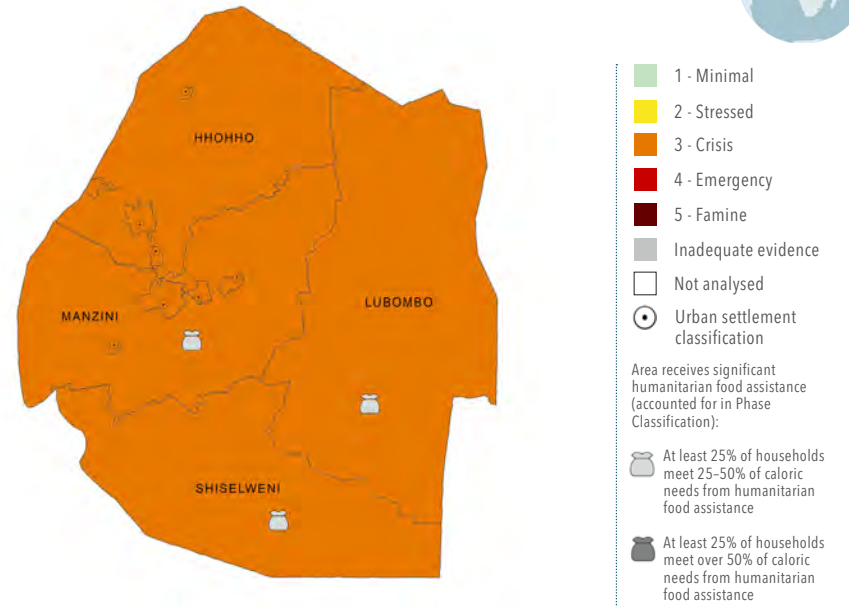 HHOHHO
MANZINI
LUBOMBO
SHISELWENI
1 - Minimal
2 - Stressed
3 - Crisis
4 - Emergency
5 - Famine
Inadequate evidence
Not analysed
Urban settlement
classification
Area receives significant
humanitarian food assistance
(accounted for in Phase
Classification):
At least 25% of households
meet 25–50% of caloric
needs from humanitarian
food assistance
At least 25% of households
meet over 50% of caloric
needs from humanitarian
food assistance